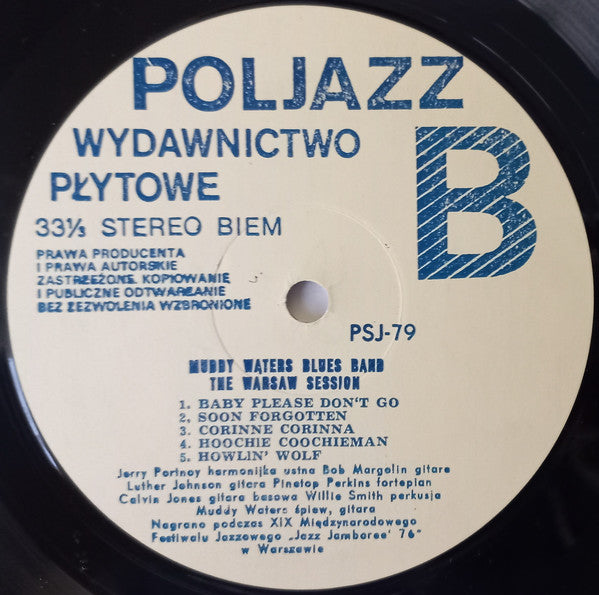 POLJAZZ
WYDAWNICTWO
PŁYTOWE
B
33⅓ STEREO BIEM
PRAWA PRODUCENTA
I PRAWA AUTORSKIE
ZASTRZEŻONE. KOPIOWANIE
I PUBLICZNE ODTWARZANIE
BEZ ZEZWOLENIA WZBRONIONE
PSJ-79
MUDDY WATERS BLUES BAND
THE WARSAW SESSION
1. BABY PLEASE DON'T GO
2, SOON FORGOTTEN
3. CORINNE CORINNA
4. HOOCHIE COOCHIEMAN
5. HOWLIN' WOLF
Jerry Portnoy harmonijka ustna Bob Margolin gitare
Luther Johnson gitara Pinetop Perkins fortepian
Calvin Jones gitara basowa Willie Smith perkusja
Muddy Waters śpiew, gitara
Nagrano podczas XIX Międzynarodowego
Festiwalu Jazzowego „Jazz Jamboree' 76"
w Warszawie